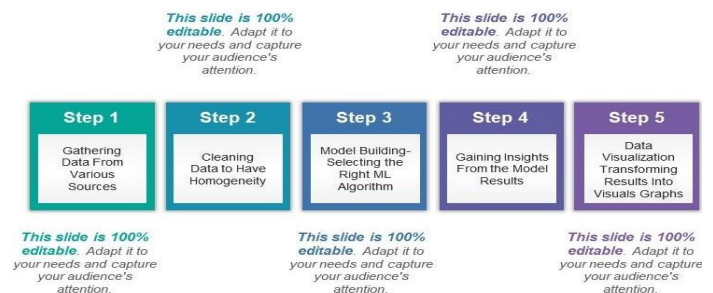 This slide is 100%
editable. Adapt it to
your needs and capture
your audience's
attention.
This slide is 100%
editable. Adapt it to
your needs and capture
your audience's
attention.
Step 1
Gathering
Data From
Various
Sources
Step 2
Cleaning
Data to Have
Homogeneity
Step 3
Model Building-
Selecting the
Right ML
Algorithm
Step 4
Gaining Insights
From the Model
Results
Step 5
Data
Visualization
Transforming
Results Into
Visuals Graphs
This slide is 100%
editable. Adapt it to
your needs and capture
your audience's
attention.
This slide is 100%
editable. Adapt it to
your needs and capture
your audience's
attention.
This slide is 100%
editable. Adapt it to
your needs and capture
your audience's
attention.